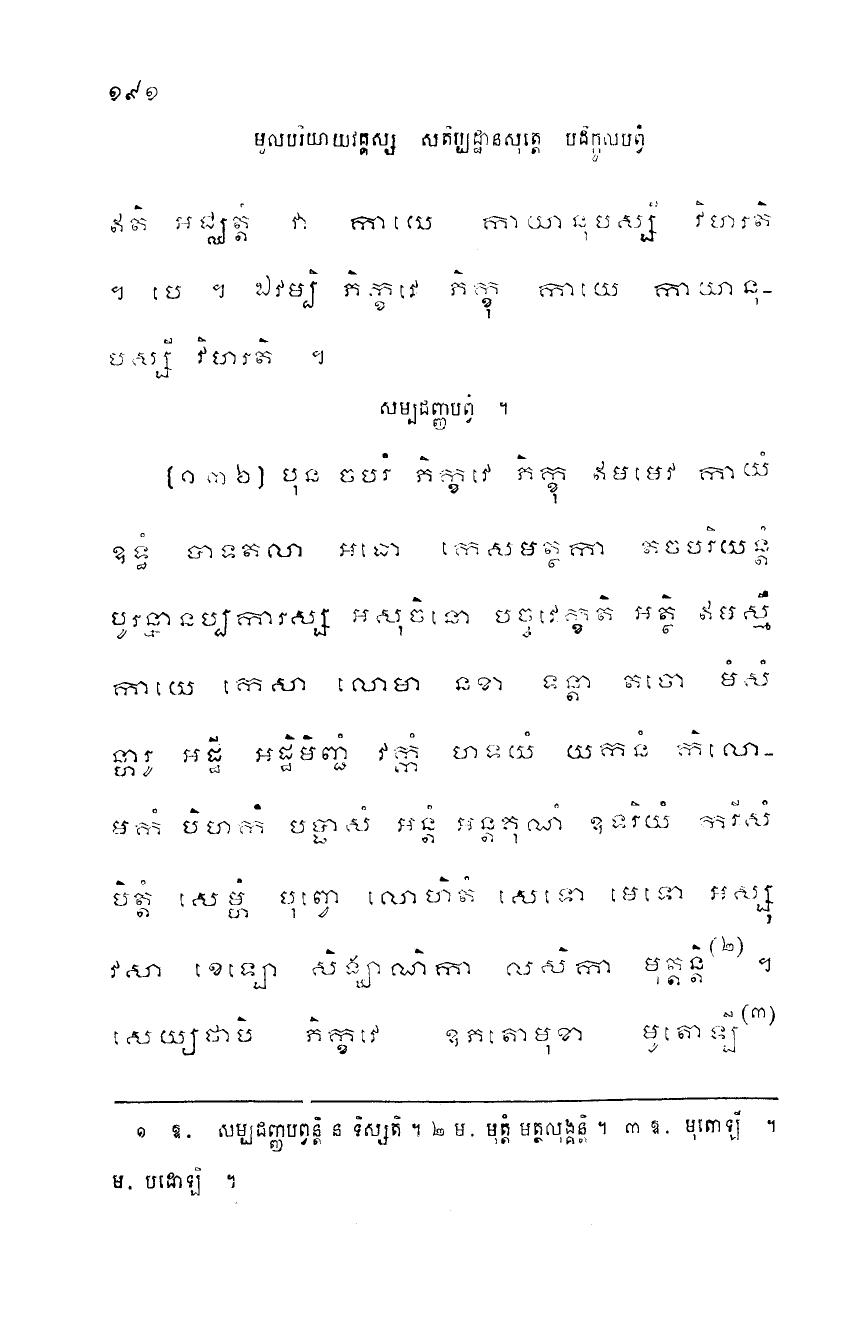 ១៩១
មូលបរិយាយវគ្គស្ស សតិប្បដ្ឋានសុត្តេ បដិក្កូលបព្វំ
ឥតិ អជ្ឈត្តំ វា កាយេ កាយានុបស្សី វិហរតិ
។ បេ ។ ឯវម្បិ ភិក្ខវេ ភិក្ខុ កាយេ កាយានុ-
បស្សី វិហរតិ ។
សម្បជញ្ញបព្វំ ។
[១៣៦] បុន ចបរំ ភិក្ខវេ ភិក្ខុ ឥមមេវ កាយំ
ឧទ្ធំ បាទតលា អធោ កេសមត្ថកា តចបរិយន្តំ
បូរន្នានប្បការស្ស អសុចិនោ បច្ចវេក្ខតិ អត្ថិ ឥមស្មឹ
កាយេ កេសា លោមា នខា ទន្តា តចោ មំសំ
ន្ហារូ អដ្ឋី អដ្ឋិមិញ្ជំ វក្កំ ហទយំ យកនំ កិលោ-
មកំ បិហកំ បប្ផាសំ អន្តំ អន្តគុណំ ឧទរិយំ ករីសំ
បិត្តំ សេម្ហំ បុព្វោ លោហិតំ សេទោ មេទោ អស្សុ
វសា ខេឡោ សិង្ឃាណិកា លសិកា មុត្តន្តិ(២) ។
សេយ្យថាបិ ភិក្ខវេ ឧភតោមុខា មូតោឡី(៣)
១ ឱ. សម្បជញ្ញបព្វន្តិ ន ទិស្សតិ ។ ២ ម. មុត្តំ មត្ថលុង្គន្តិ ។ ៣ ឱ. មុតោឡី ។
ម. បុដោឡិ ។